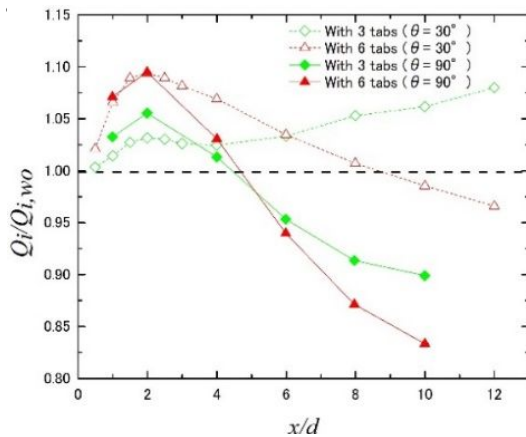 With 3 tabs ( θ = 30°)
With 6 tabs ( θ = 30°)
With 3 tabs ( θ = 90°)
With 6 tabs ( θ = 90°)
1.15
1.10
1.05
1.00
0.95
0.90
0.85
0.80
Qi/Qi,wo
0 2 4 6 8 10 12
x/d